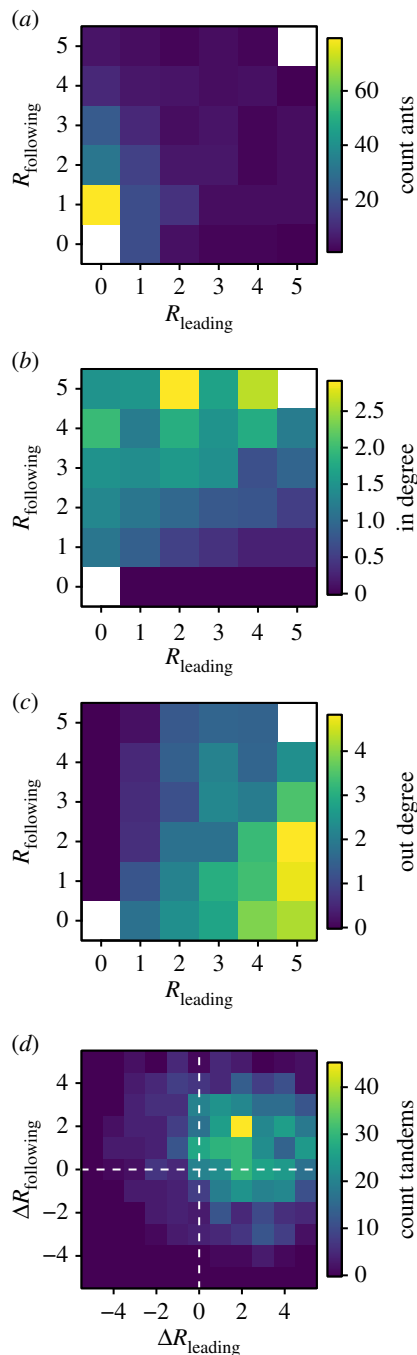 (a)
5
4
3
2
1
0
R_following
0 1 2 3 4 5
R_leading
60
40
20
count ants
(b)
5
4
3
2
1
0
R_following
0 1 2 3 4 5
R_leading
2.5
2.0
1.5
1.0
0.5
0
in degree
(c)
5
4
3
2
1
0
R_following
0 1 2 3 4 5
R_leading
4
3
2
1
0
out degree
(d)
4
2
0
−2
−4
ΔR_following
−4 −2 0 2 4
ΔR_leading
40
30
20
10
0
count tandems